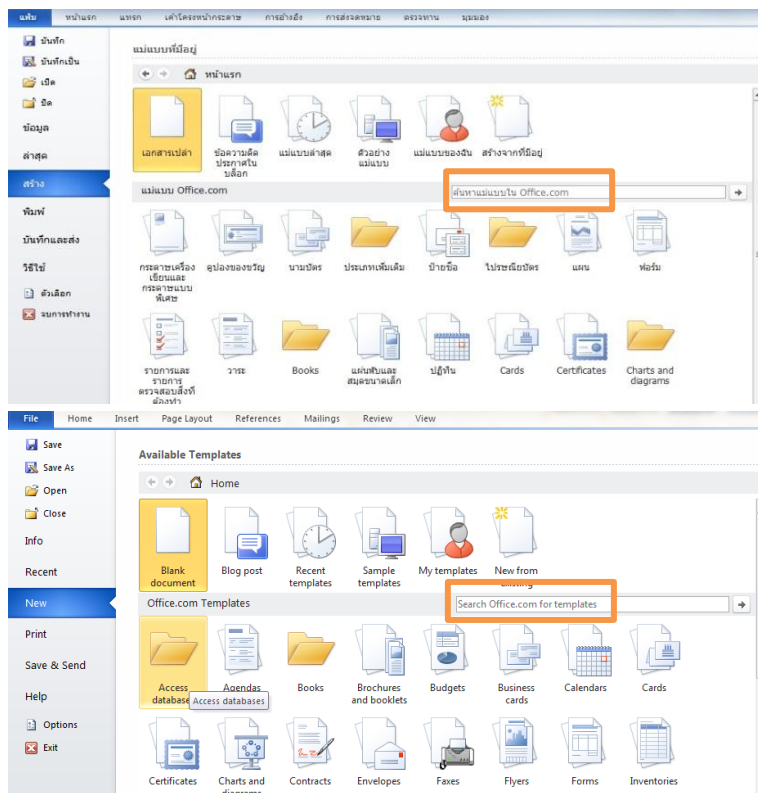 แฟ้ม หน้าแรก แทรก เค้าโครงหน้ากระดาษ การอ้างอิง การส่งจดหมาย ตรวจทาน มุมมอง
บันทึก
บันทึกเป็น
เปิด
ปิด
ข้อมูล
ล่าสุด
สร้าง
พิมพ์
บันทึกและส่ง
วิธีใช้
ตัวเลือก
จบการทำงาน
แม่แบบที่มีอยู่
หน้าแรก
เอกสารเปล่า ข้อความติด แม่แบบล่าสุด ตัวอย่าง แม่แบบของฉัน สร้างจากที่มีอยู่
ประกาศใน แม่แบบ
บล็อก
แม่แบบ Office.com ค้นหาแม่แบบใน Office.com
กระดาษเครื่อง คูปองของขวัญ นามบัตร ประเภทเพิ่มเติม ป้ายชื่อ ไปรษณียบัตร แผน ฟอร์ม
เขียนและ
กระดาษแบบ
พิเศษ
รายการและ วาระ Books แผ่นพับและ ปฏิทิน Cards Certificates Charts and
รายการ สมุดขนาดเล็ก diagrams
ตรวจสอบสิ่งที่
ต้องทำ
File Home Insert Page Layout References Mailings Review View
Save
Save As
Open
Close
Info
Recent
New
Print
Save & Send
Help
Options
Exit
Available Templates
Home
Blank Blog post Recent Sample My templates New from
document templates templates existing
Office.com Templates Search Office.com for templates
Access Agendas Books Brochures Budgets Business Calendars Cards
databases and booklets cards
Access databases
Certificates Charts and Contracts Envelopes Faxes Flyers Forms Inventories
diagrams